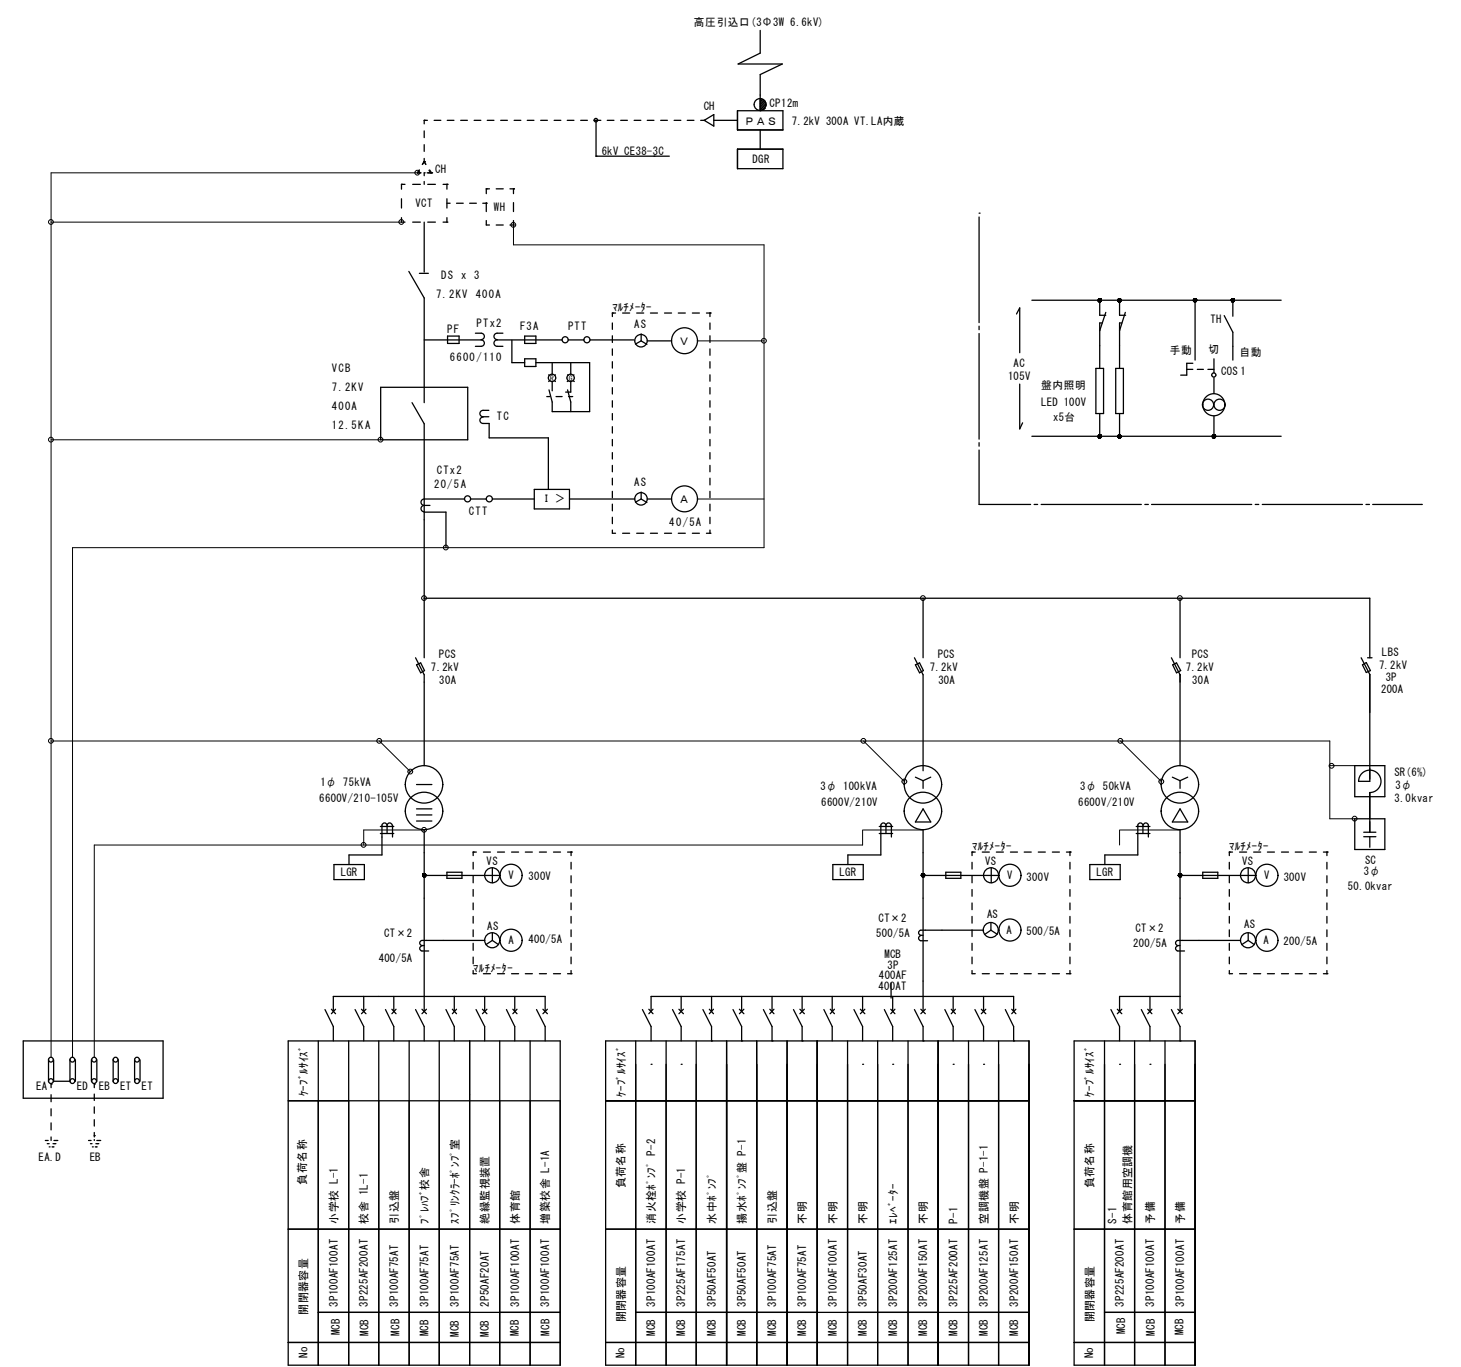 高圧引込口(3Φ3W 6.6kV)
CP12m
CH
PAS
7.2kV 300A VT.LA内蔵
6kV CE38-3C
DGR
CH
VCT
WH
DS x 3
7.2KV 400A
ﾏﾙﾁﾒｰﾀｰ
PF
PTx2
F3A
PTT
AS
V
6600/110
VCB
7.2KV
400A
12.5KA
TC
CTx2
20/5A
CTT
I >
AS
A
40/5A
AC
105V
盤内照明
LED 100V
x5台
TH
手動
切
自動
COS1
PCS
7.2kV
30A
PCS
7.2kV
30A
PCS
7.2kV
30A
LBS
7.2kV
3P
200A
1φ 75kVA
6600V/210-105V
3φ 100kVA
6600V/210V
3φ 50kVA
6600V/210V
SR(6%)
3φ
3.0kvar
SC
3φ
50.0kvar
LGR
VS
V
300V
CT×2
400/5A
AS
A
400/5A
ﾏﾙﾁﾒｰﾀｰ
LGR
ﾏﾙﾁﾒｰﾀｰ
VS
V
300V
CT×2
500/5A
AS
A
500/5A
MCB
3P
400AF
400AT
LGR
ﾏﾙﾁﾒｰﾀｰ
VS
V
300V
CT×2
200/5A
AS
A
200/5A
EA
ED
EB
ET
ET
EA.D
EB
ｹｰﾌﾞﾙｻｲｽﾞ
負荷名称
開閉器容量
No
小学校 L-1
3P100AF100AT
MCB
校舎 1L-1
3P225AF200AT
MCB
引込盤
3P100AF75AT
MCB
ﾌﾟﾚﾊﾌﾞ校舎
3P100AF75AT
MCB
ｽﾌﾟﾘﾝｸﾗｰﾎﾟﾝﾌﾟ室
3P100AF75AT
MCB
絶縁監視装置
2P50AF20AT
MCB
体育館
3P100AF100AT
MCB
増築校舎 L-1A
3P100AF100AT
MCB
ｹｰﾌﾞﾙｻｲｽﾞ
負荷名称
開閉器容量
No
消火栓ﾎﾟﾝﾌﾟ P-2
3P100AF100AT
MCB
小学校 P-1
3P225AF175AT
MCB
水中ﾎﾟﾝﾌﾟ
3P50AF50AT
MCB
揚水ﾎﾟﾝﾌﾟ盤 P-1
3P50AF50AT
MCB
引込盤
3P100AF75AT
MCB
不明
3P100AF75AT
MCB
不明
3P100AF100AT
MCB
不明
3P50AF30AT
MCB
ｴﾚﾍﾞｰﾀｰ
3P200AF125AT
MCB
不明
3P200AF150AT
MCB
P-1
3P225AF200AT
MCB
空調機盤 P-1-1
3P200AF125AT
MCB
不明
3P200AF150AT
MCB
ｹｰﾌﾞﾙｻｲｽﾞ
負荷名称
開閉器容量
No
S-1
体育館用空調機
3P225AF200AT
MCB
予備
3P100AF100AT
MCB
予備
3P100AF100AT
MCB